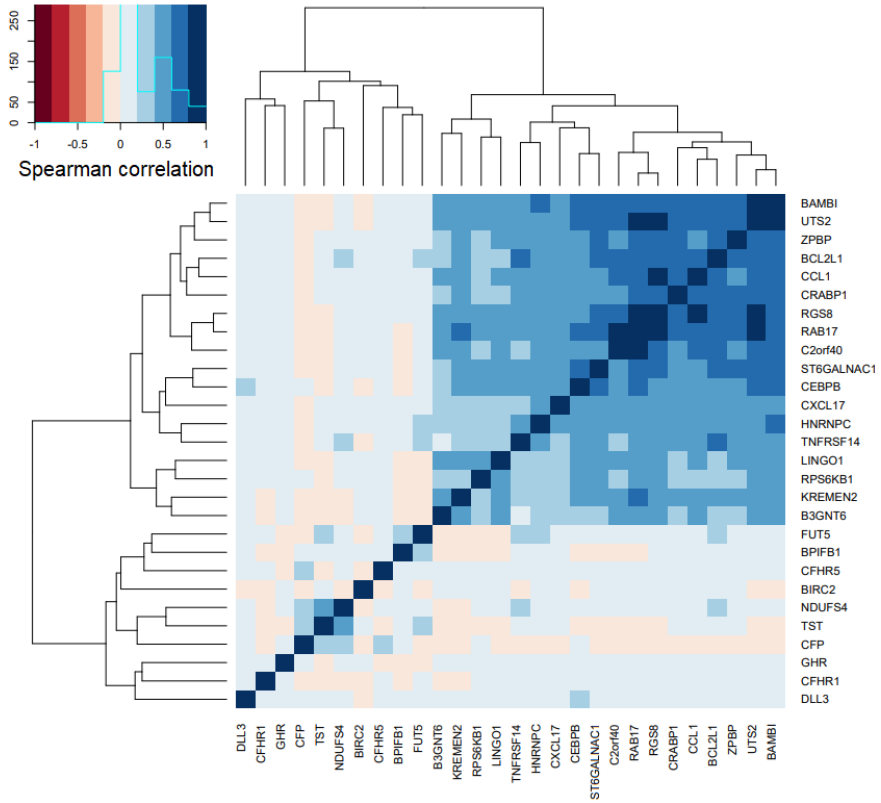 250
150
50
0
-1
-0.5
0
0.5
1
Spearman correlation
BAMBI
UTS2
ZPBP
BCL2L1
CCL1
CRABP1
RGS8
RAB17
C2orf40
ST6GALNAC1
CEBPB
CXCL17
HNRNPC
TNFRSF14
LINGO1
RPS6KB1
KREMEN2
B3GNT6
FUT5
BPIFB1
CFHR5
BIRC2
NDUFS4
TST
CFP
GHR
CFHR1
DLL3
DLL3
CFHR1
GHR
CFP
TST
NDUFS4
BIRC2
CFHR5
BPIFB1
FUT5
B3GNT6
KREMEN2
RPS6KB1
LINGO1
TNFRSF14
HNRNPC
CXCL17
CEBPB
ST6GALNAC1
C2orf40
RAB17
RGS8
CRABP1
CCL1
BCL2L1
ZPBP
UTS2
BAMBI